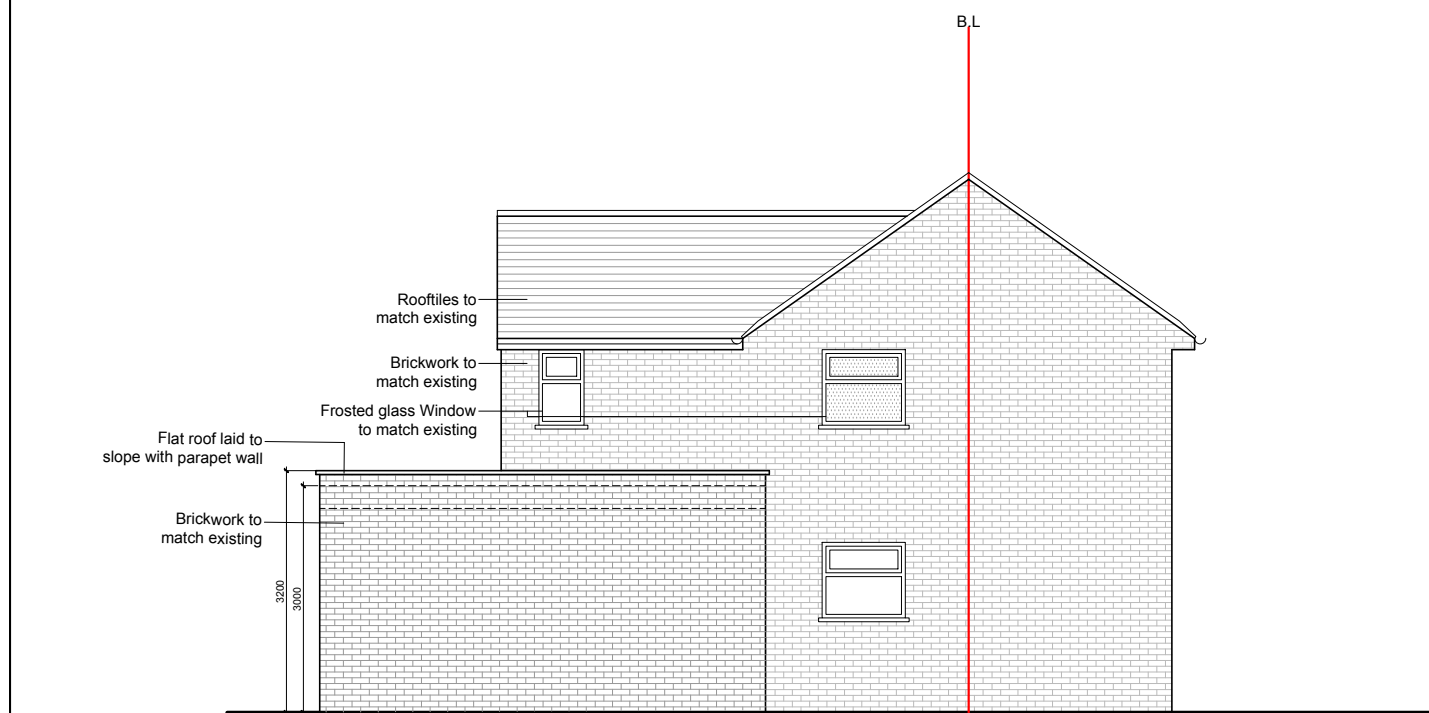 B.L
Rooftiles to
match existing
Brickwork to
match existing
Frosted glass Window
to match existing
Flat roof laid to
slope with parapet wall
Brickwork to
match existing
3200
3000